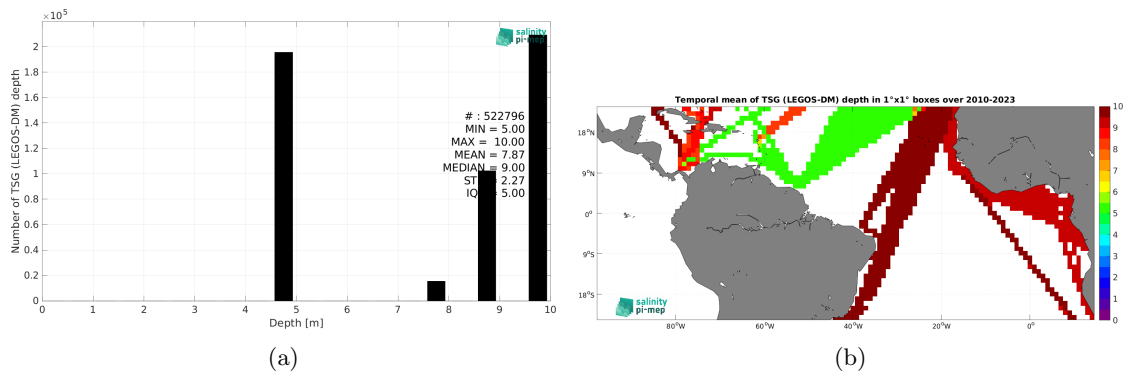 ×10⁵
2
1.8
1.6
1.4
1.2
1
0.8
0.6
0.4
0.2
0
Number of TSG (LEGOS-DM) depth
salinity
pi-mep
# : 522796
MIN = 5.00
MAX = 10.00
MEAN = 7.87
MEDIAN = 9.00
ST = 2.27
IQ = 5.00
0 1 2 3 4 5 6 7 8 9 10
Depth [m]
(a)
Temporal mean of TSG (LEGOS-DM) depth in 1°x1° boxes over 2010-2023
18°N
9°N
0°
9°S
18°S
80°W 60°W 40°W 20°W 0°
salinity
pi-mep
10
9
8
7
6
5
4
3
2
1
0
(b)